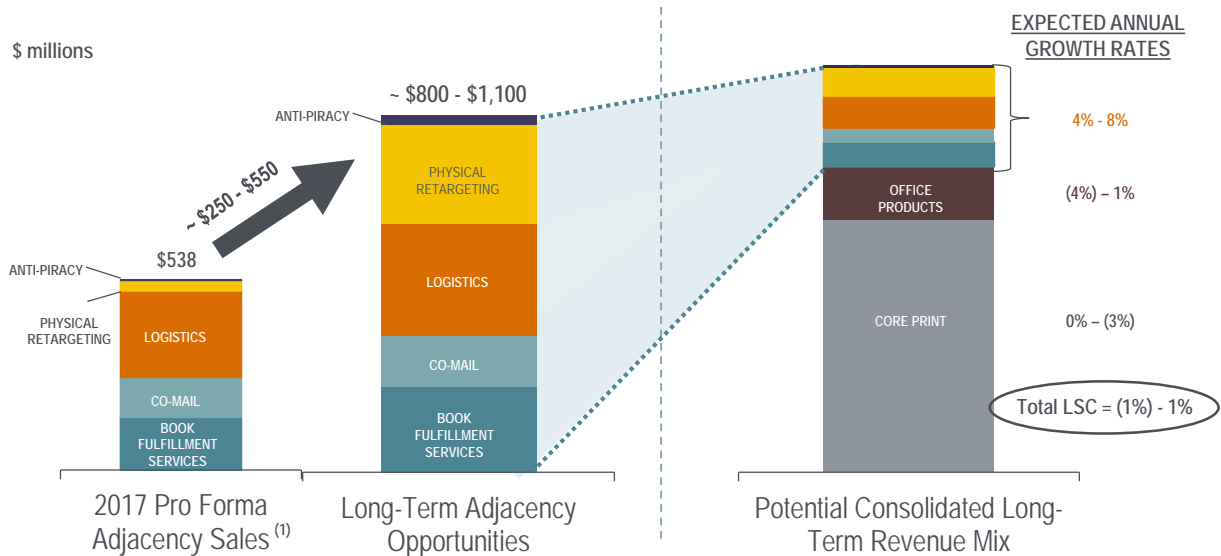 $ millions
$538
ANTI-PIRACY
PHYSICAL
RETARGETING
LOGISTICS
CO-MAIL
BOOK
FULFILLMENT
SERVICES
2017 Pro Forma
Adjacency Sales (1)
~ $250 - $550
~ $800 - $1,100
ANTI-PIRACY
PHYSICAL
RETARGETING
LOGISTICS
CO-MAIL
BOOK
FULFILLMENT
SERVICES
Long-Term Adjacency
Opportunities
EXPECTED ANNUAL
GROWTH RATES
4% - 8%
OFFICE
PRODUCTS
(4%) – 1%
CORE PRINT
0% – (3%)
Total LSC = (1%) - 1%
Potential Consolidated Long-
Term Revenue Mix